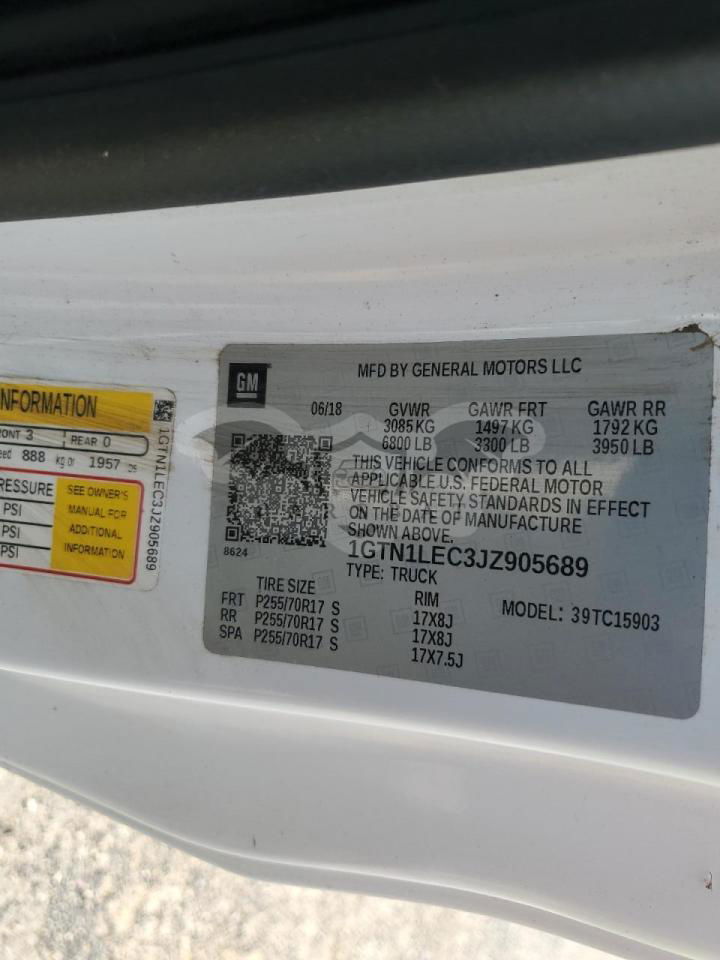 NFORMATION
ONT 3 REAR 0
888 kg or 1957
PRESSURE
PSI
PSI
PSI
SEE OWNER'S
MANUAL FOR
ADDITIONAL
INFORMATION
1GTN1LEC3JZ905689
GM
MFD BY GENERAL MOTORS LLC
06/18 GVWR GAWR FRT GAWR RR
3085 KG 1497 KG 1792 KG
6800 LB 3300 LB 3950 LB
THIS VEHICLE CONFORMS TO ALL
APPLICABLE U.S. FEDERAL MOTOR
VEHICLE SAFETY STANDARDS IN EFFECT
ON THE DATE OF MANUFACTURE
SHOWN ABOVE.
8624
1GTN1LEC3JZ905689
TYPE: TRUCK
TIRE SIZE RIM MODEL: 39TC15903
FRT P255/70R17 S 17X8J
RR P255/70R17 S 17X8J
SPA P255/70R17 S 17X7.5J